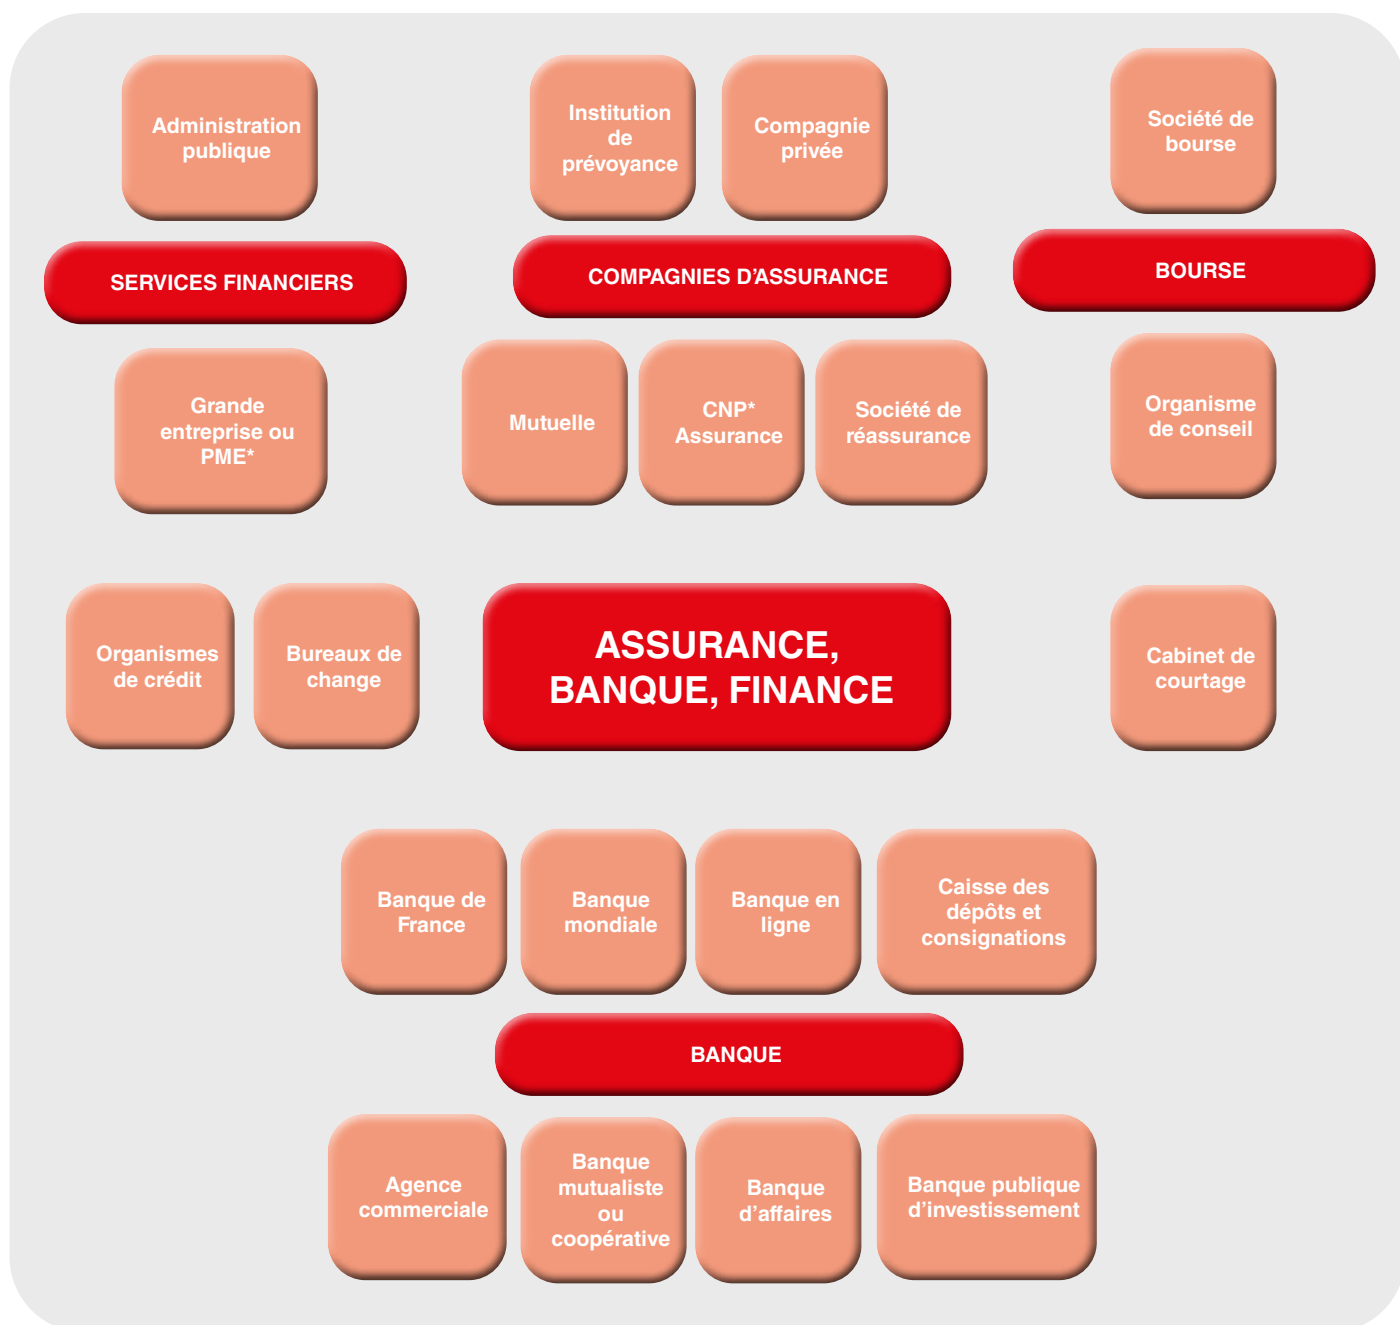 Administration
publique
Institution
de
prévoyance
Compagnie
privée
Société de
bourse
SERVICES FINANCIERS
COMPAGNIES D’ASSURANCE
BOURSE
Grande
entreprise ou
PME*
Mutuelle
CNP*
Assurance
Société de
réassurance
Organisme
de conseil
Organismes
de crédit
Bureaux de
change
ASSURANCE,
BANQUE, FINANCE
Cabinet de
courtage
Banque de
France
Banque
mondiale
Banque en
ligne
Caisse des
dépôts et
consignations
BANQUE
Agence
commerciale
Banque
mutualiste
ou
coopérative
Banque
d’affaires
Banque publique
d’investissement